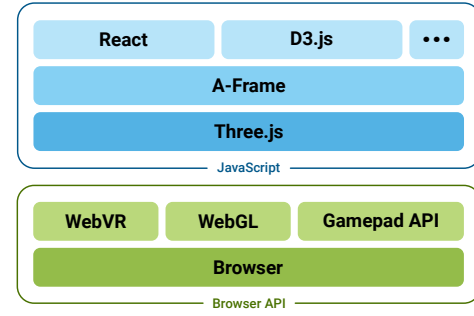 React D3.js •••
A-Frame
Three.js
JavaScript
WebVR WebGL Gamepad API
Browser
Browser API